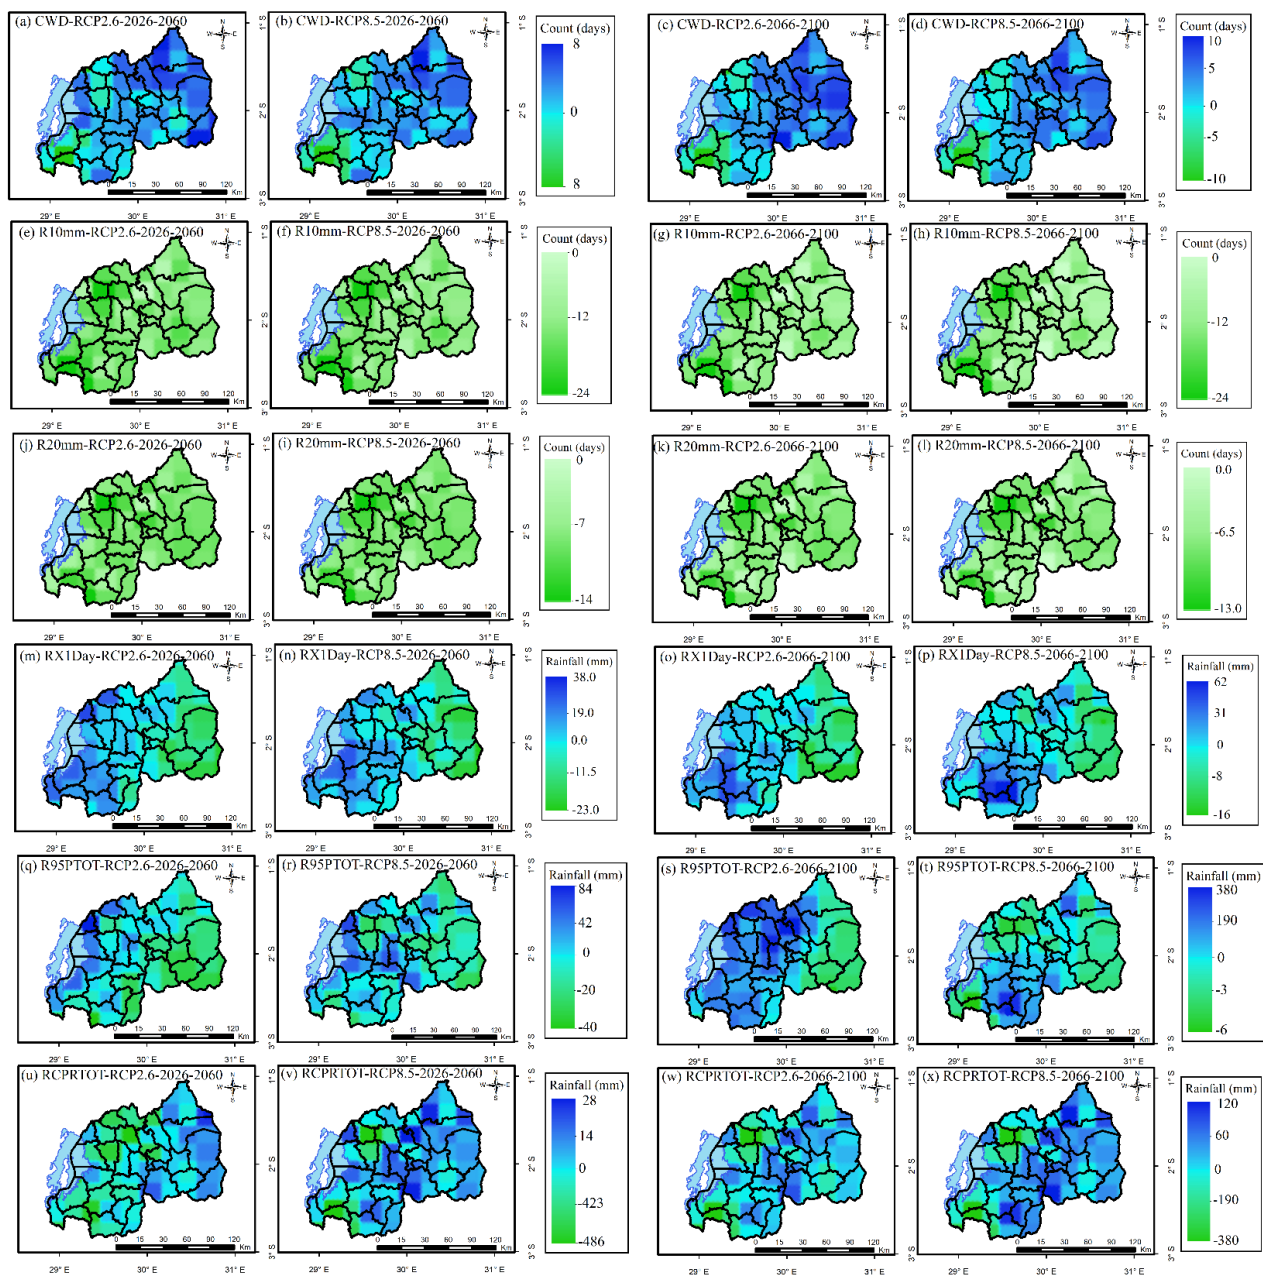 (a) CWD-RCP2.6-2026-2060
(b) CWD-RCP8.5-2026-2060
Count (days)
8
0
8
(c) CWD-RCP2.6-2066-2100
(d) CWD-RCP8.5-2066-2100
Count (days)
10
5
0
-5
-10
N
W
E
S
1° S
2° S
3° S
0 15 30 60 90 120
Km
29° E
30° E
31° E
(e) R10mm-RCP2.6-2026-2060
(f) R10mm-RCP8.5-2026-2060
Count (days)
0
-12
-24
(g) R10mm-RCP2.6-2066-2100
(h) R10mm-RCP8.5-2066-2100
Count (days)
0
-12
-24
(j) R20mm-RCP2.6-2026-2060
(i) R20mm-RCP8.5-2026-2060
Count (days)
0
-7
-14
(k) R20mm-RCP2.6-2066-2100
(l) R20mm-RCP8.5-2066-2100
Count (days)
0.0
-6.5
-13.0
(m) RX1Day-RCP2.6-2026-2060
(n) RX1Day-RCP8.5-2026-2060
Rainfall (mm)
38.0
19.0
0.0
-11.5
-23.0
(o) RX1Day-RCP2.6-2066-2100
(p) RX1Day-RCP8.5-2066-2100
Rainfall (mm)
62
31
0
-8
-16
(q) R95PTOT-RCP2.6-2026-2060
(r) R95PTOT-RCP8.5-2026-2060
Rainfall (mm)
84
42
0
-20
-40
(s) R95PTOT-RCP2.6-2066-2100
(t) R95PTOT-RCP8.5-2066-2100
Rainfall (mm)
380
190
0
-3
-6
(u) RCPRTOT-RCP2.6-2026-2060
(v) RCPRTOT-RCP8.5-2026-2060
Rainfall (mm)
28
14
0
-423
-486
(w) RCPRTOT-RCP2.6-2066-2100
(x) RCPRTOT-RCP8.5-2066-2100
Rainfall (mm)
120
60
0
-190
-380